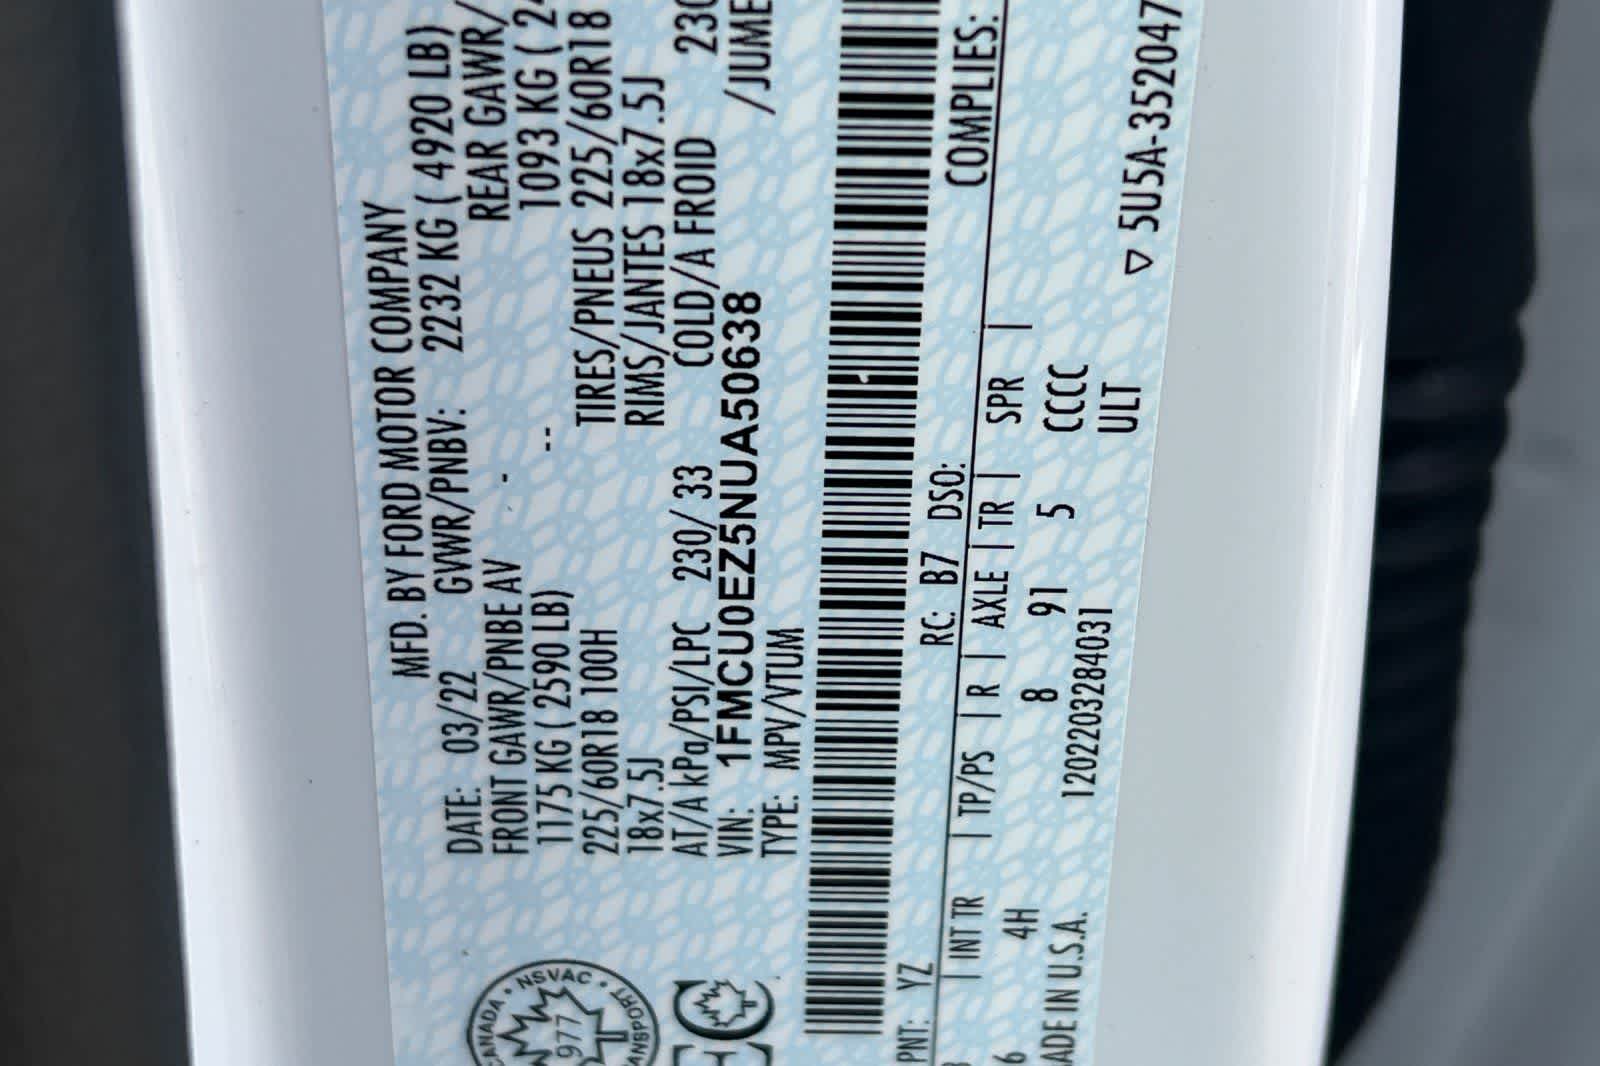 MFD. BY FORD MOTOR COMPANY
DATE: 03/22 GVWR/PNBV: 2232 KG ( 4920 LB)
FRONT GAWR/PNBE AV - REAR GAWR/
1175 KG ( 2590 LB) -- 1093 KG ( 24
225/60R18 100H TIRES/PNEUS 225/60R18
18x7.5J RIMS/JANTES 18x7.5J
AT/A kPa/PSI/LPC 230/ 33 COLD/A FROID 230
VIN: 1FMCU0EZ5NUA50638 /JUME
TYPE: MPV/VTUM
CANADA • NSVAC • TRANSPORT
977
PNT: YZ RC: B7 DSO: COMPLIES:
INT TR | TP/PS | R | AXLE | TR | SPR |
6 4H 8 91 5 CCCC
ADE IN U.S.A. 1202203284031 ULT ▽ 5U5A-3520472